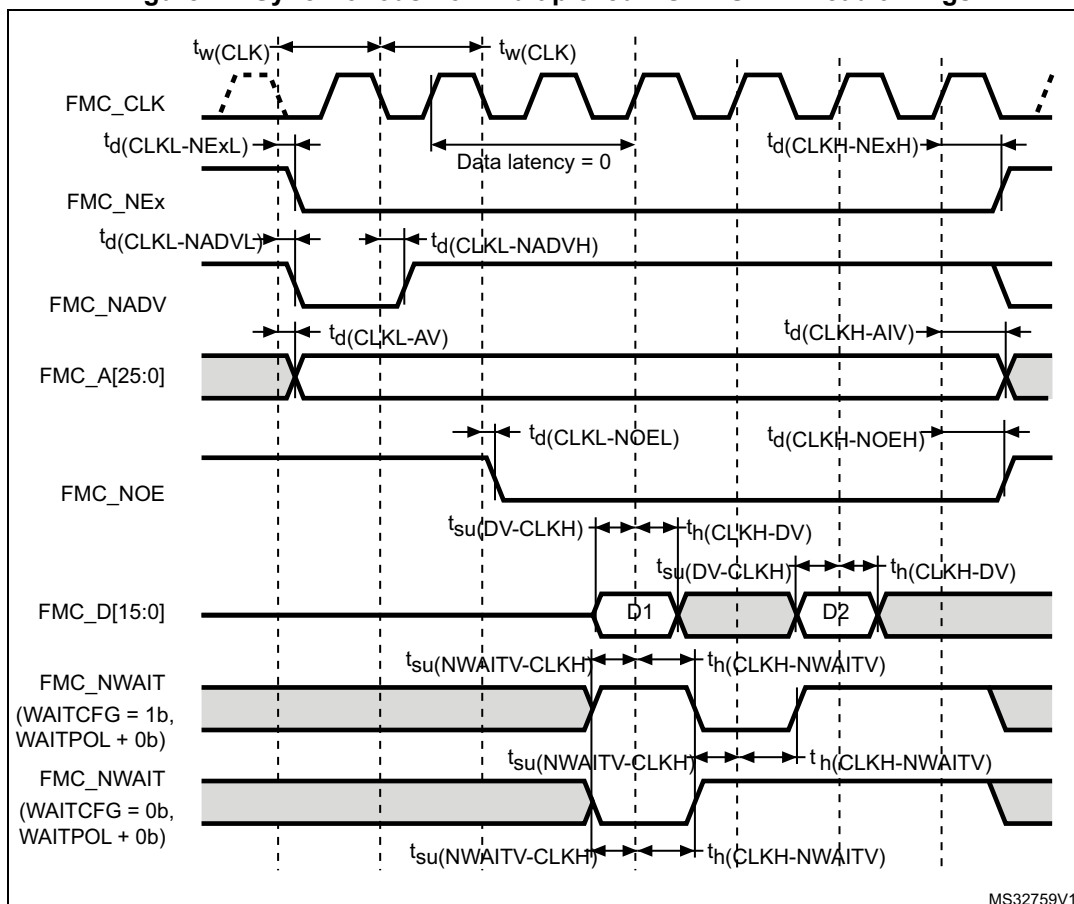 tw(CLK) tw(CLK)
FMC_CLK
td(CLKL-NExL) Data latency = 0 td(CLKH-NExH)
FMC_NEx
td(CLKL-NADVL) td(CLKL-NADVH)
FMC_NADV
td(CLKL-AV) td(CLKH-AIV)
FMC_A[25:0]
td(CLKL-NOEL) td(CLKH-NOEH)
FMC_NOE
tsu(DV-CLKH) th(CLKH-DV)
tsu(DV-CLKH) th(CLKH-DV)
FMC_D[15:0] D1 D2
tsu(NWAITV-CLKH) th(CLKH-NWAITV)
FMC_NWAIT
(WAITCFG = 1b,
WAITPOL + 0b)
tsu(NWAITV-CLKH) th(CLKH-NWAITV)
FMC_NWAIT
(WAITCFG = 0b,
WAITPOL + 0b)
tsu(NWAITV-CLKH) th(CLKH-NWAITV)
MS32759V1